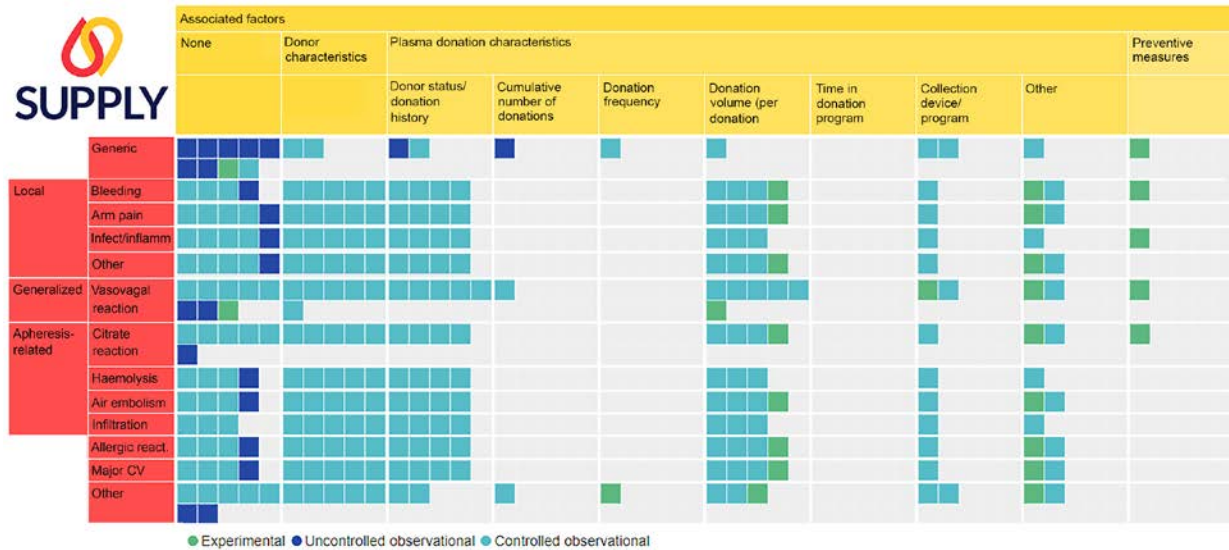 SUPPLY
Associated factors
None
Donor
characteristics
Plasma donation characteristics
Preventive
measures
Donor status/
donation
history
Cumulative
number of
donations
Donation
frequency
Donation
volume (per
donation
Time in
donation
program
Collection
device/
program
Other
Generic
Local
Bleeding
Arm pain
Infect/inflamm
Other
Generalized
Vasovagal
reaction
Apheresis-
related
Citrate
reaction
Haemolysis
Air embolism
Infiltration
Allergic react.
Major CV
Other
Experimental Uncontrolled observational Controlled observational